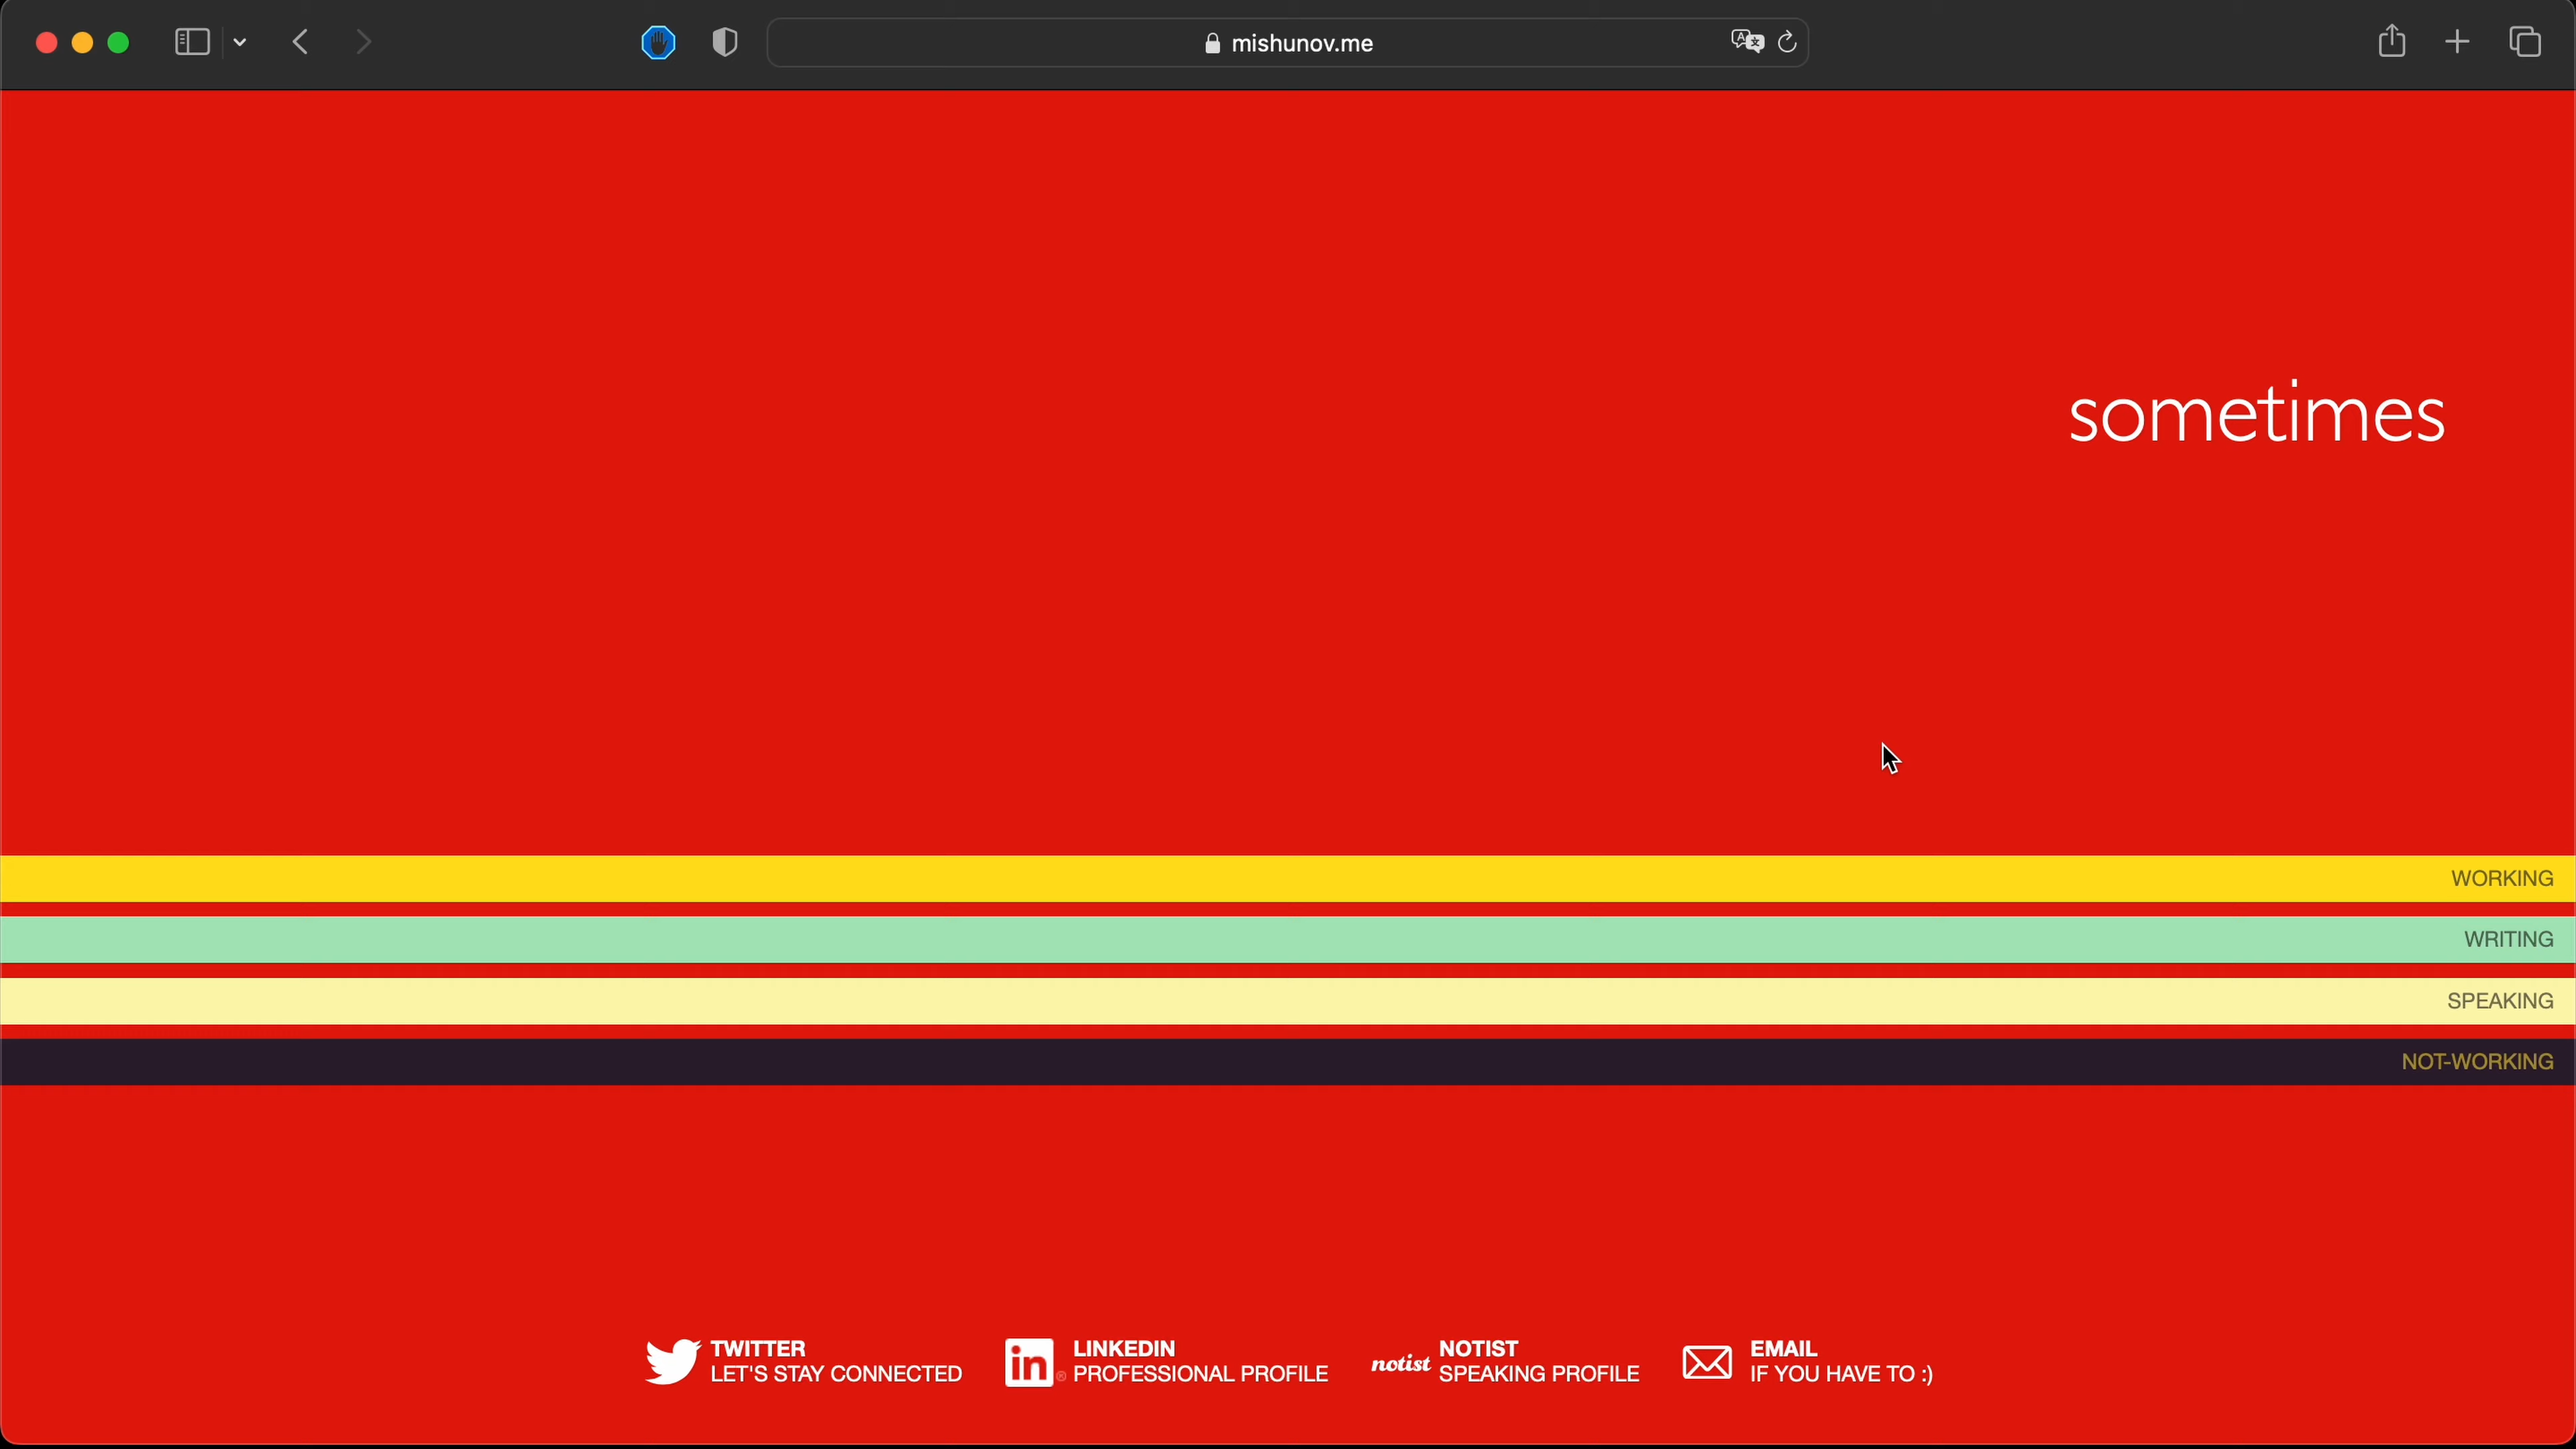 mishunov.me
sometimes
WORKING
WRITING
SPEAKING
NOT-WORKING
TWITTER
LET'S STAY CONNECTED
in
LINKEDIN
PROFESSIONAL PROFILE
notist
NOTIST
SPEAKING PROFILE
EMAIL
IF YOU HAVE TO :)